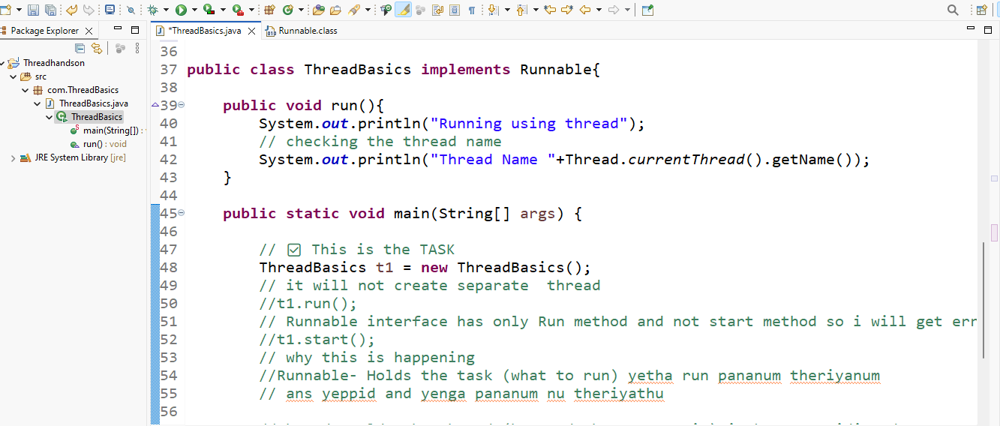 Package Explorer
*ThreadBasics.java
Runnable.class
Threadhandson
src
com.ThreadBasics
ThreadBasics.java
ThreadBasics
main(String[]) :
run() : void
JRE System Library [jre]
36
37 public class ThreadBasics implements Runnable{
38
39 public void run(){
40 System.out.println("Running using thread");
41 // checking the thread name
42 System.out.println("Thread Name "+Thread.currentThread().getName());
43 }
44
45 public static void main(String[] args) {
46
47 // ✅ This is the TASK
48 ThreadBasics t1 = new ThreadBasics();
49 // it will not create separate  thread
50 //t1.run();
51 // Runnable interface has only Run method and not start method so i will get err
52 //t1.start();
53 // why this is happening
54 //Runnable- Holds the task (what to run) yetha run pananum theriyanum
55 // ans yeppid and yenga pananum nu theriyathu
56